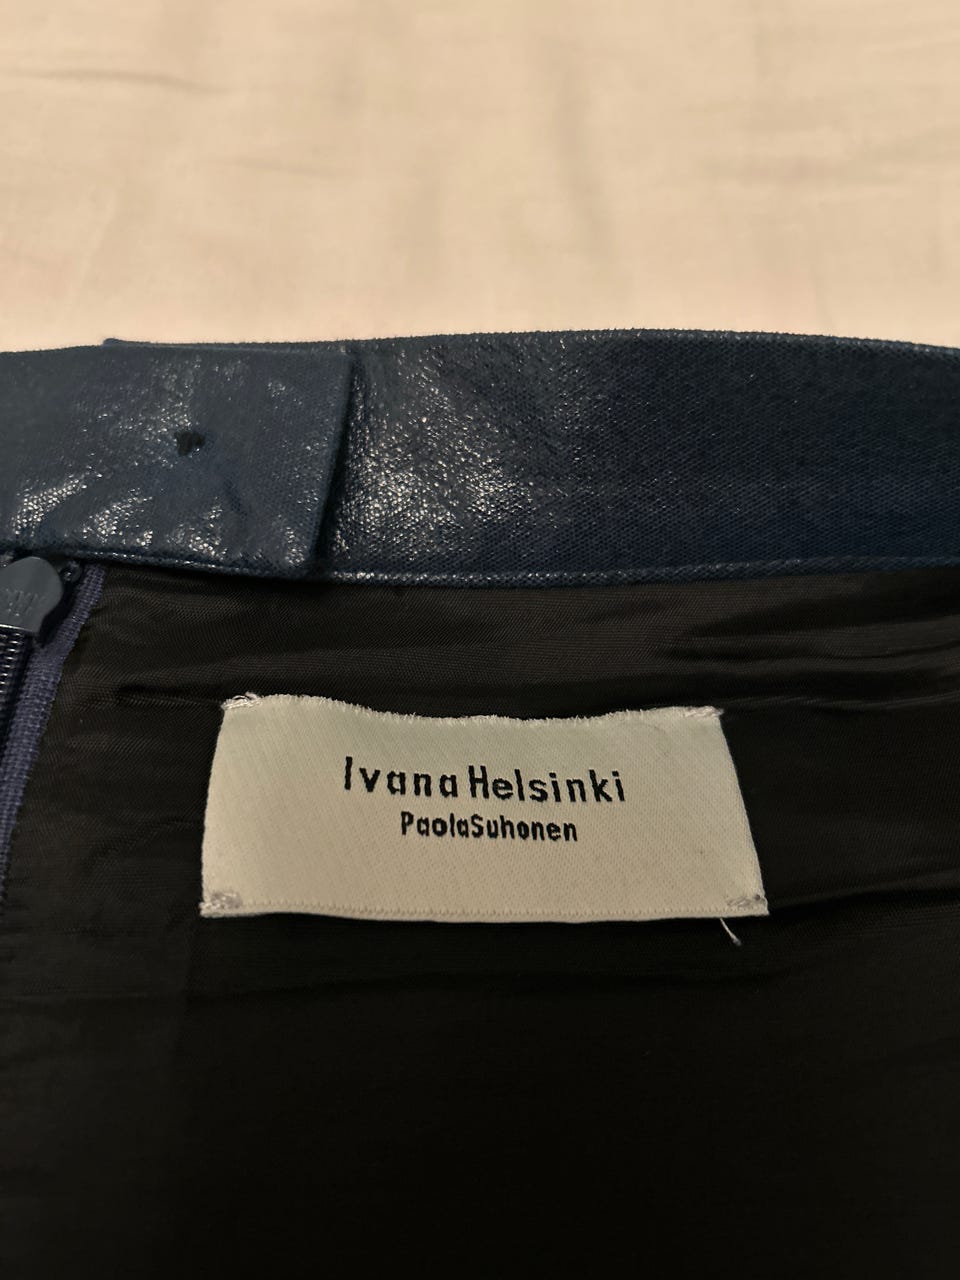 Ivana Helsinki
PaolaSuhonen